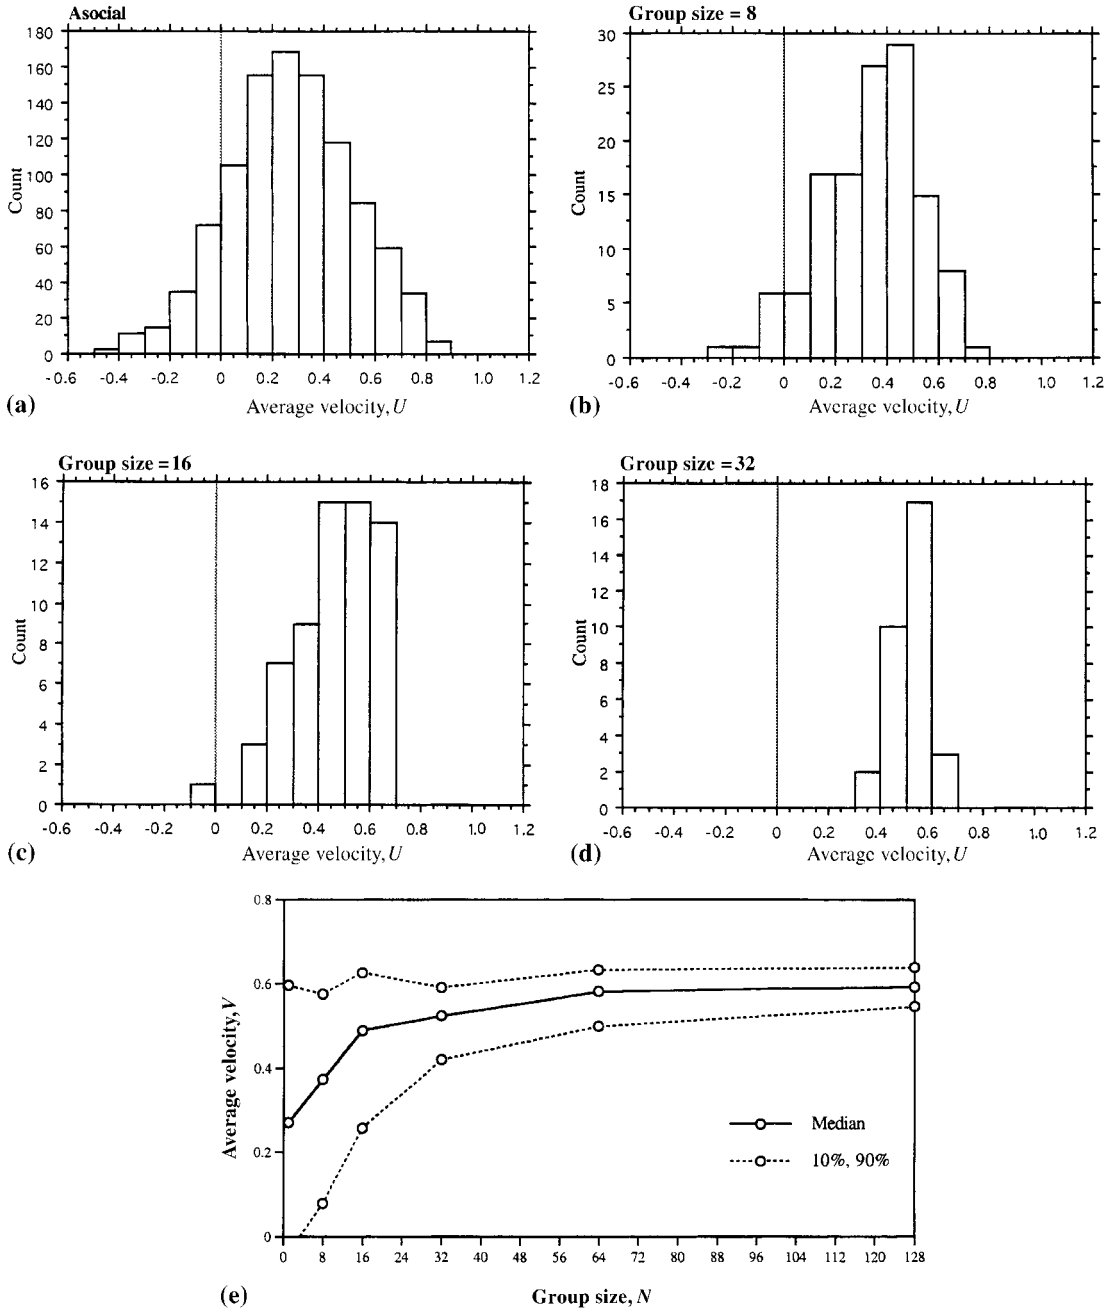 Asocial
180
160
140
120
100
80
60
40
20
0
Count
-0.6 -0.4 -0.2 0 0.2 0.4 0.6 0.8 1.0 1.2
(a) Average velocity, U
Group size = 8
30
25
20
15
10
5
0
Count
-0.6 -0.4 -0.2 0 0.2 0.4 0.6 0.8 1.0 1.2
(b) Average velocity, U
Group size = 16
16
14
12
10
8
6
4
2
0
Count
-0.6 -0.4 -0.2 0 0.2 0.4 0.6 0.8 1.0 1.2
(c) Average velocity, U
Group size = 32
18
16
14
12
10
8
6
4
2
0
Count
-0.6 -0.4 -0.2 0 0.2 0.4 0.6 0.8 1.0 1.2
(d) Average velocity, U
0.8
0.6
0.4
0.2
0
Average velocity, V
Median
10%, 90%
0 8 16 24 32 40 48 56 64 72 80 88 96 104 112 120 128
(e) Group size, N